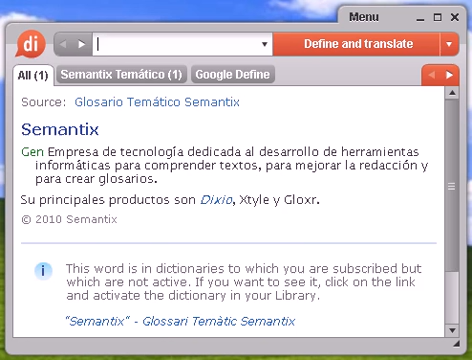 Menu
di
Define and translate
All (1) Semantix Temático (1) Google Define
Source: Glosario Temático Semantix
Semantix
Gen Empresa de tecnología dedicada al desarrollo de herramientas
informáticas para comprender textos, para mejorar la redacción y
para crear glosarios.
Su principales producton son Dixio, Xtyle y Gloxr.
© 2010 Semantix
i
This word is in dictionaries to which you are subscribed but
which are not active. If you want to see it, click on the link
and activate the dictionary in your Library.
"Semantix" - Glossari Temàtic Semantix